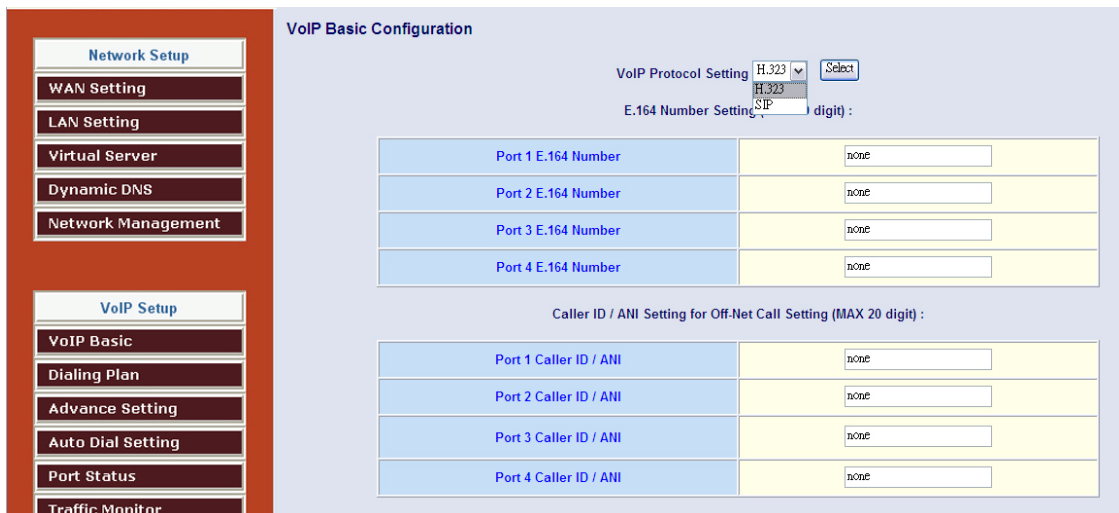 Network Setup
WAN Setting
LAN Setting
Virtual Server
Dynamic DNS
Network Management
VoIP Setup
VoIP Basic
Dialing Plan
Advance Setting
Auto Dial Setting
Port Status
Traffic Monitor
VoIP Basic Configuration
VoIP Protocol Setting H.323 Select
H.323
SIP
E.164 Number Setting digit) :
Port 1 E.164 Number none
Port 2 E.164 Number none
Port 3 E.164 Number none
Port 4 E.164 Number none
Caller ID / ANI Setting for Off-Net Call Setting (MAX 20 digit) :
Port 1 Caller ID / ANI none
Port 2 Caller ID / ANI none
Port 3 Caller ID / ANI none
Port 4 Caller ID / ANI none